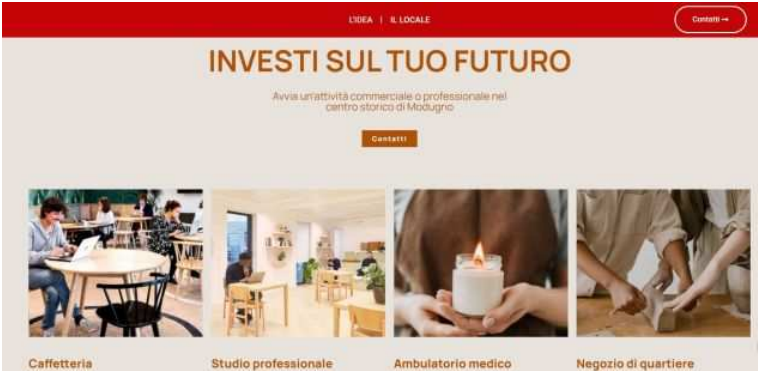 L'IDEA | IL LOCALE
Contatti →
INVESTI SUL TUO FUTURO
Avvia un'attività commerciale o professionale nel
centro storico di Modugno
Contatti
Caffetteria
Studio professionale
Ambulatorio medico
Negozio di quartiere